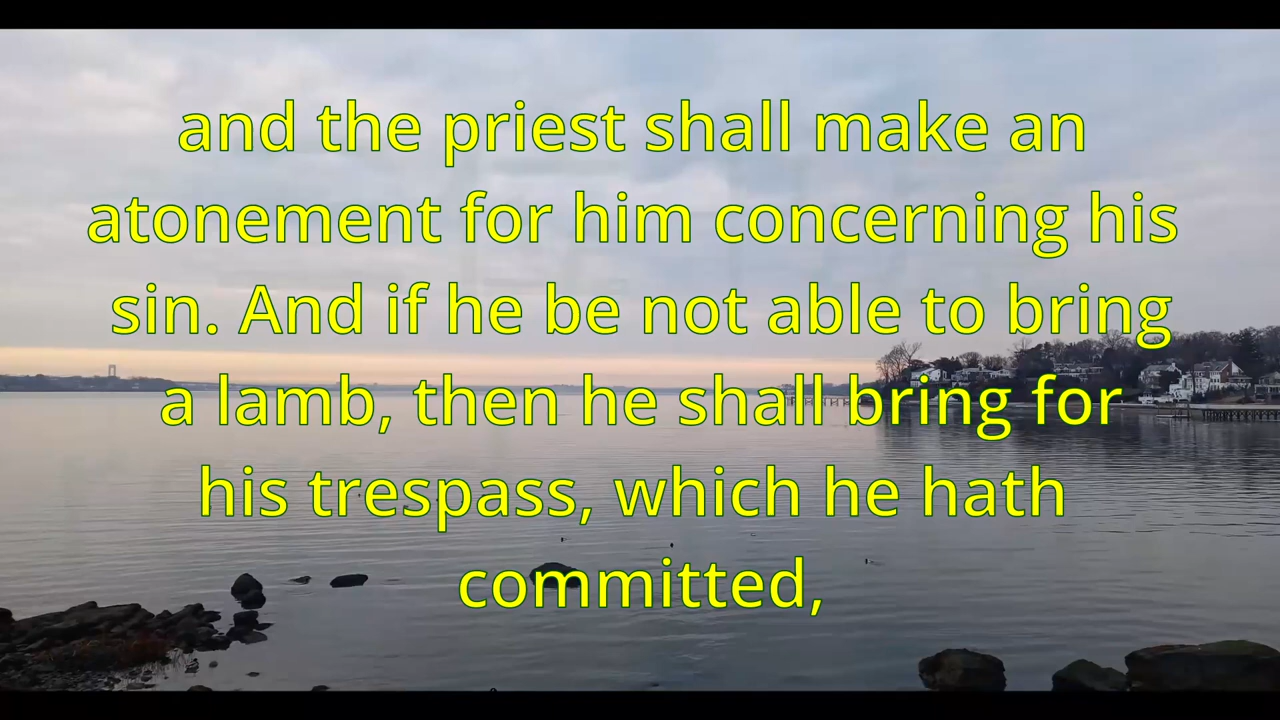 and the priest shall make an
atonement for him concerning his
sin. And if he be not able to bring
a lamb, then he shall bring for
his trespass, which he hath
committed,